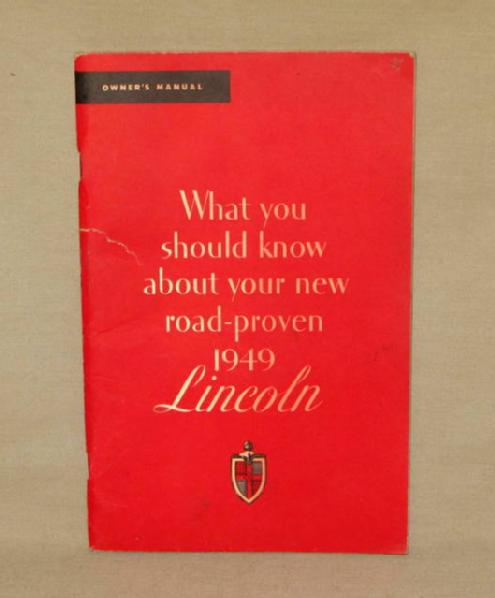 OWNER'S MANUAL
What you
should know
about your new
road-proven
1949
Lincoln